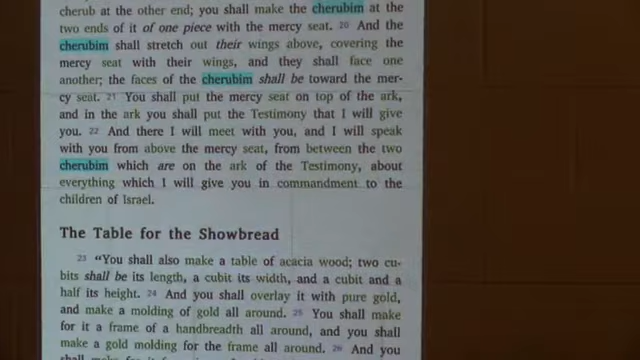 cherub at the other end; you shall make the cherubim at the
two ends of it of one piece with the mercy seat. 20 And the
cherubim shall stretch out their wings above, covering the
mercy seat with their wings, and they shall face one
another; the faces of the cherubim shall be toward the mer-
cy seat. 21 You shall put the mercy seat on top of the ark,
and in the ark you shall put the Testimony that I will give
you. 22 And there I will meet with you, and I will speak
with you from above the mercy seat, from between the two
cherubim which are on the ark of the Testimony, about
everything which I will give you in commandment to the
children of Israel.
The Table for the Showbread
23 “You shall also make a table of acacia wood; two cu-
bits shall be its length, a cubit its width, and a cubit and a
half its height. 24 And you shall overlay it with pure gold,
and make a molding of gold all around. 25 You shall make
for it a frame of a handbreadth all around, and you shall
make a gold molding for the frame all around. 26 And you
shall make for it